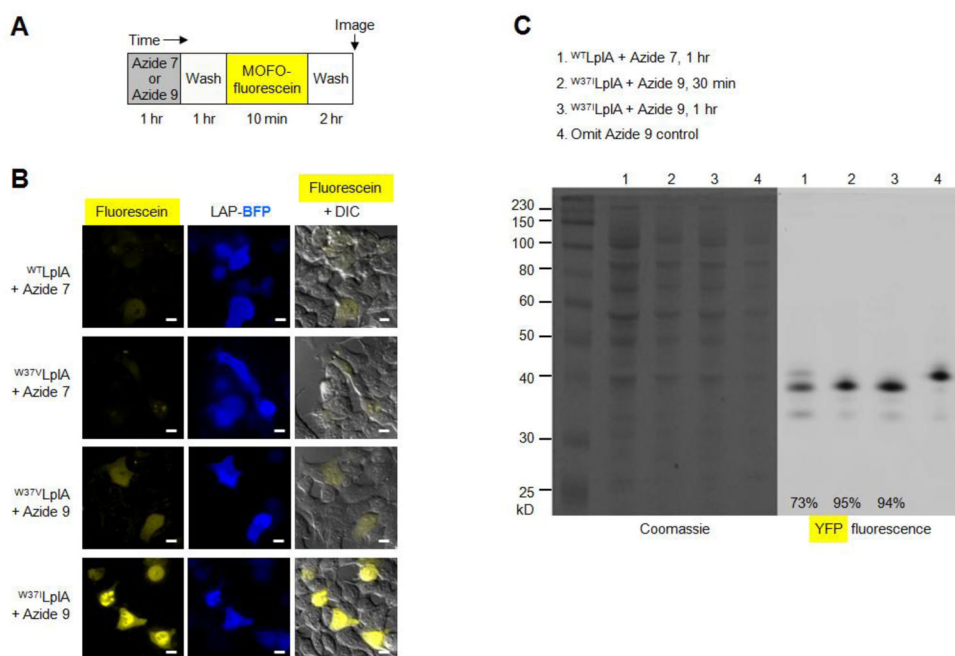 A
Time
Image
Azide 7
or
Azide 9
Wash
MOFO-
fluorescein
Wash
1 hr
1 hr
10 min
2 hr
B
Fluorescein
LAP-BFP
Fluorescein
+ DIC
WTLplA
+ Azide 7
W37VLplA
+ Azide 7
W37VLplA
+ Azide 9
W37ILplA
+ Azide 9
C
1. WTLplA + Azide 7, 1 hr
2. W37ILplA + Azide 9, 30 min
3. W37ILplA + Azide 9, 1 hr
4. Omit Azide 9 control
1 2 3 4 1 2 3 4
230
150
100
80
60
50
40
30
25
kD
73% 95% 94%
Coomassie
YFP fluorescence